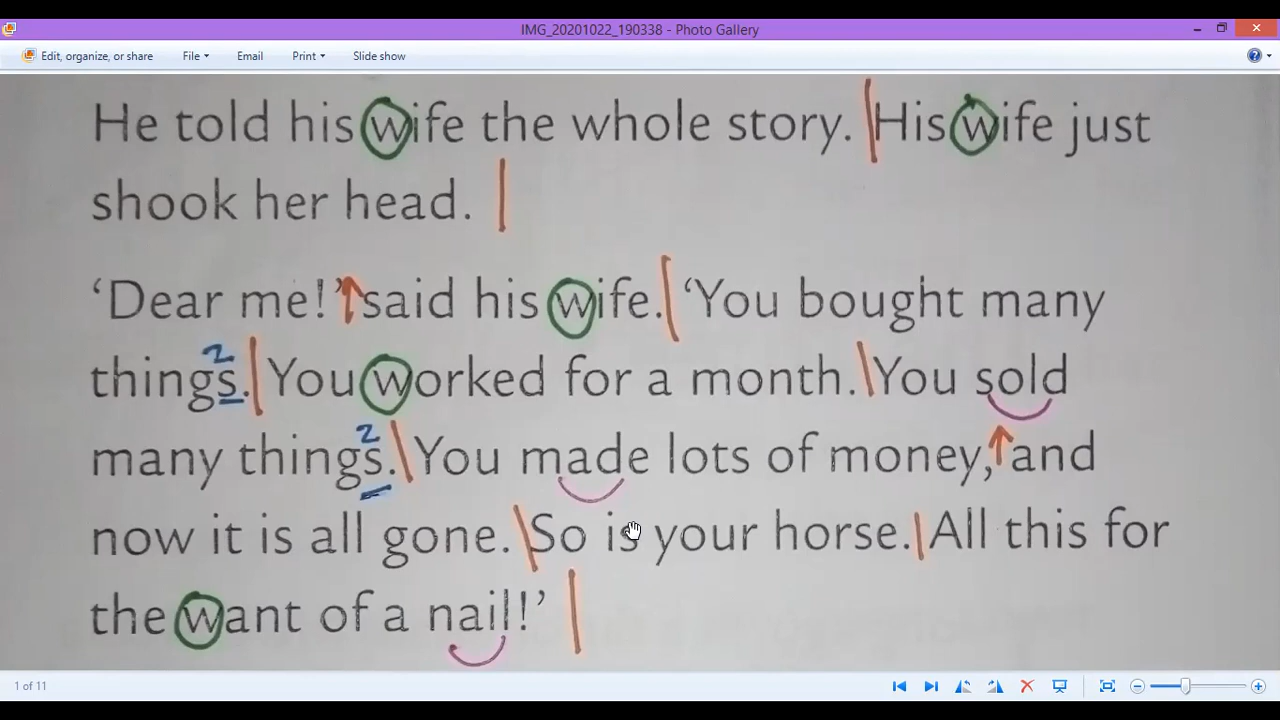 IMG_20201022_190338 - Photo Gallery
Edit, organize, or share File Email Print Slide show
He told his wife the whole story. His wife just
shook her head.
‘Dear me!’ said his wife. ‘You bought many
2
things. You worked for a month. You sold
2
many things. You made lots of money, and
now it is all gone. So is your horse. All this for
the want of a nail!’
1 of 11